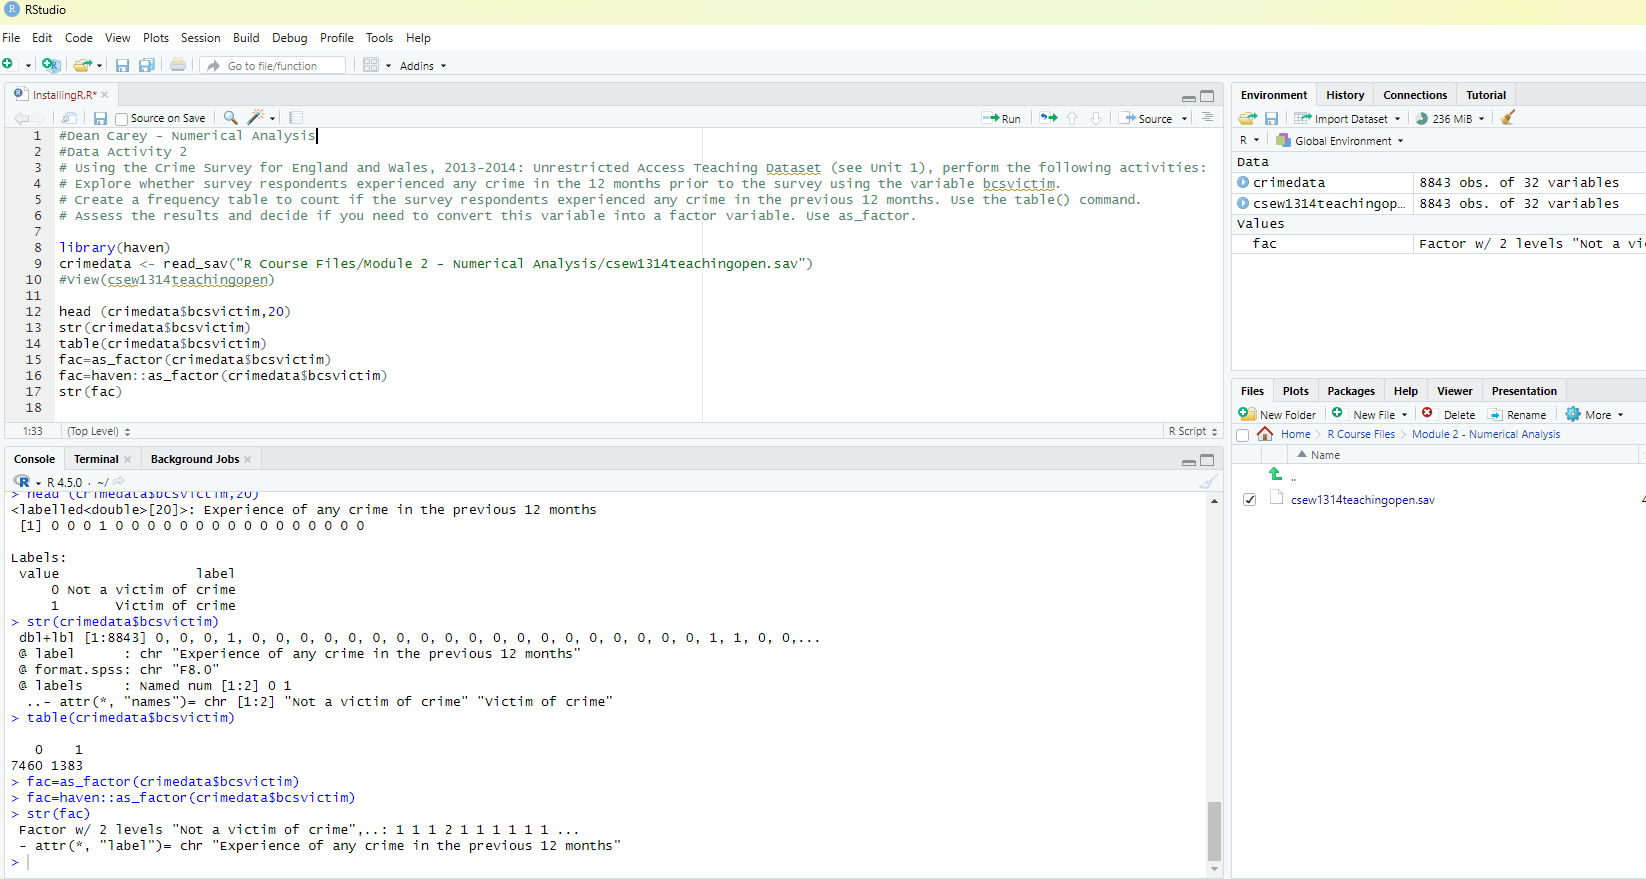 RStudio
File Edit Code View Plots Session Build Debug Profile Tools Help
Go to file/function Addins
InstallingR.R*
Source on Save Run Source
1 #Dean Carey - Numerical Analysis
2 #Data Activity 2
3 # Using the Crime Survey for England and Wales, 2013-2014: Unrestricted Access Teaching Dataset (see Unit 1), perform the following activities:
4 # Explore whether survey respondents experienced any crime in the 12 months prior to the survey using the variable bcsvictim.
5 # Create a frequency table to count if the survey respondents experienced any crime in the previous 12 months. Use the table() command.
6 # Assess the results and decide if you need to convert this variable into a factor variable. Use as_factor.
7
8 library(haven)
9 crimedata <- read_sav("R Course Files/Module 2 - Numerical Analysis/csew1314teachingopen.sav")
10 #View(csew1314teachingopen)
11
12 head (crimedata$bcsvictim,20)
13 str(crimedata$bcsvictim)
14 table(crimedata$bcsvictim)
15 fac=as_factor(crimedata$bcsvictim)
16 fac=haven::as_factor(crimedata$bcsvictim)
17 str(fac)
18
1:33 (Top Level) R Script
Console Terminal Background Jobs
R 4.5.0 · ~/
> head (crimedata$bcsvictim,20)
<labelled<double>[20]>: Experience of any crime in the previous 12 months
[1] 0 0 0 1 0 0 0 0 0 0 0 0 0 0 0 0 0 0 0 0
Labels:
value label
0 Not a victim of crime
1 Victim of crime
> str(crimedata$bcsvictim)
dbl+lbl [1:8843] 0, 0, 0, 1, 0, 0, 0, 0, 0, 0, 0, 0, 0, 0, 0, 0, 0, 0, 0, 0, 0, 0, 0, 1, 1, 0, 0,...
@ label : chr "Experience of any crime in the previous 12 months"
@ format.spss: chr "F8.0"
@ labels : Named num [1:2] 0 1
..- attr(*, "names")= chr [1:2] "Not a victim of crime" "Victim of crime"
> table(crimedata$bcsvictim)
0 1
7460 1383
> fac=as_factor(crimedata$bcsvictim)
> fac=haven::as_factor(crimedata$bcsvictim)
> str(fac)
Factor w/ 2 levels "Not a victim of crime",..: 1 1 1 2 1 1 1 1 1 1 ...
- attr(*, "label")= chr "Experience of any crime in the previous 12 months"
>
Environment History Connections Tutorial
Import Dataset 236 MiB
R Global Environment
Data
crimedata 8843 obs. of 32 variables
csew1314teachingop… 8843 obs. of 32 variables
Values
fac Factor w/ 2 levels "Not a vi
Files Plots Packages Help Viewer Presentation
New Folder New File Delete Rename More
Home R Course Files Module 2 - Numerical Analysis
Name
..
csew1314teachingopen.sav